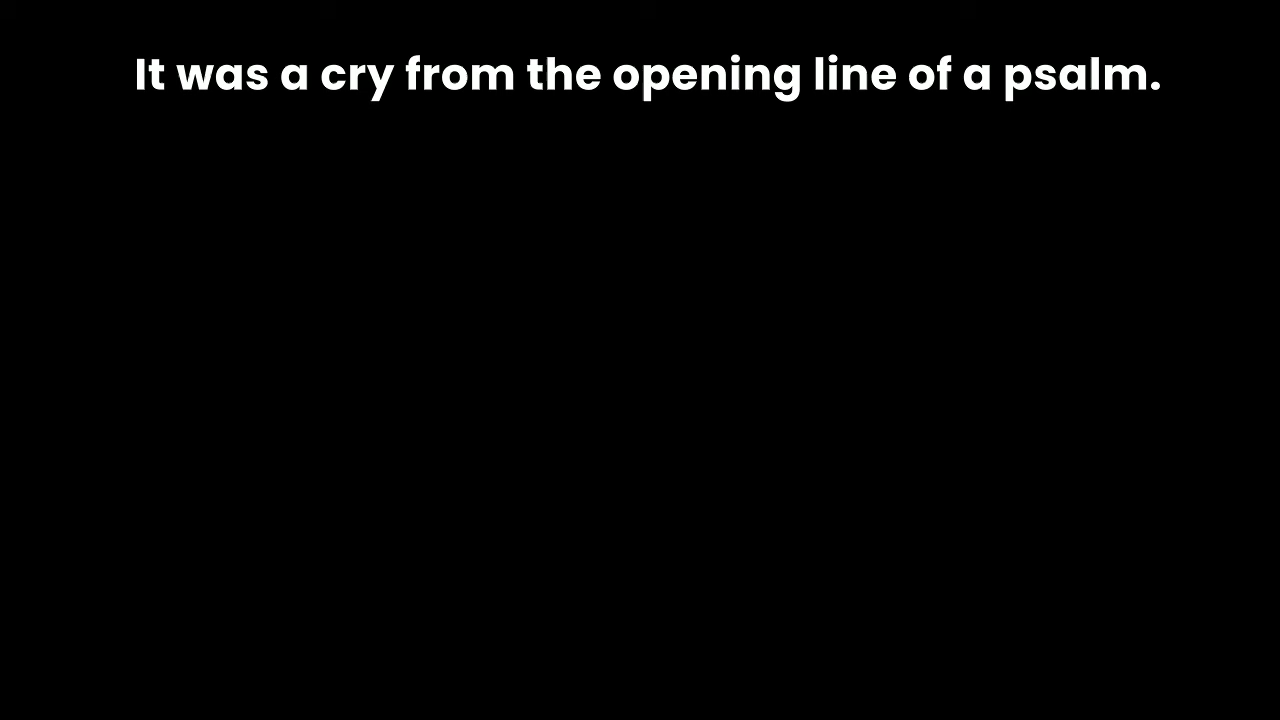 It was a cry from the opening line of a psalm.